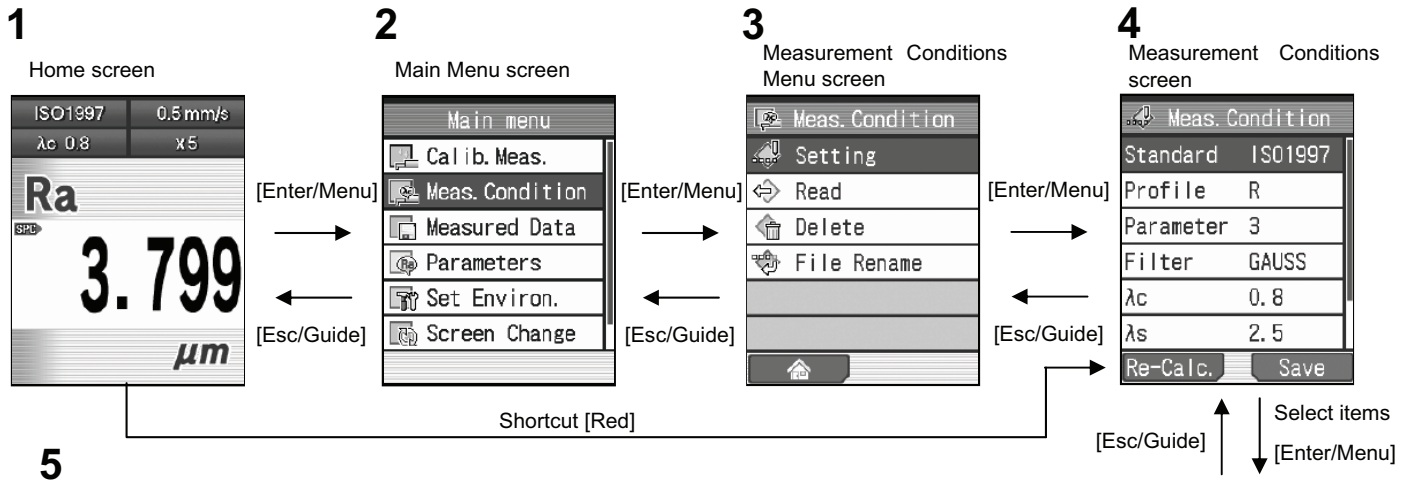 1
Home screen
ISO1997 0.5mm/s
λc 0.8 X5
Ra
SPC
3.799
µm
[Enter/Menu]
[Esc/Guide]
2
Main Menu screen
Main menu
Calib. Meas.
Meas. Condition
Measured Data
Parameters
Set Environ.
Screen Change
[Enter/Menu]
[Esc/Guide]
3
Measurement Conditions
Menu screen
Meas. Condition
Setting
Read
Delete
File Rename
[Enter/Menu]
[Esc/Guide]
4
Measurement Conditions
screen
Meas. Condition
Standard ISO1997
Profile R
Parameter 3
Filter GAUSS
λc 0.8
λs 2.5
Re-Calc. Save
Shortcut [Red]
[Esc/Guide]
Select items
[Enter/Menu]
5